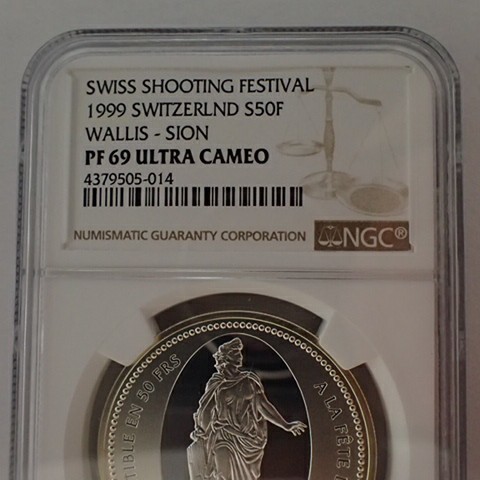 SWISS SHOOTING FESTIVAL
1999 SWITZERLND S50F
WALLIS - SION
PF 69 ULTRA CAMEO
4379505-014
NUMISMATIC GUARANTY CORPORATION
NGC®
EN 50 FRS
A LA FÊTE